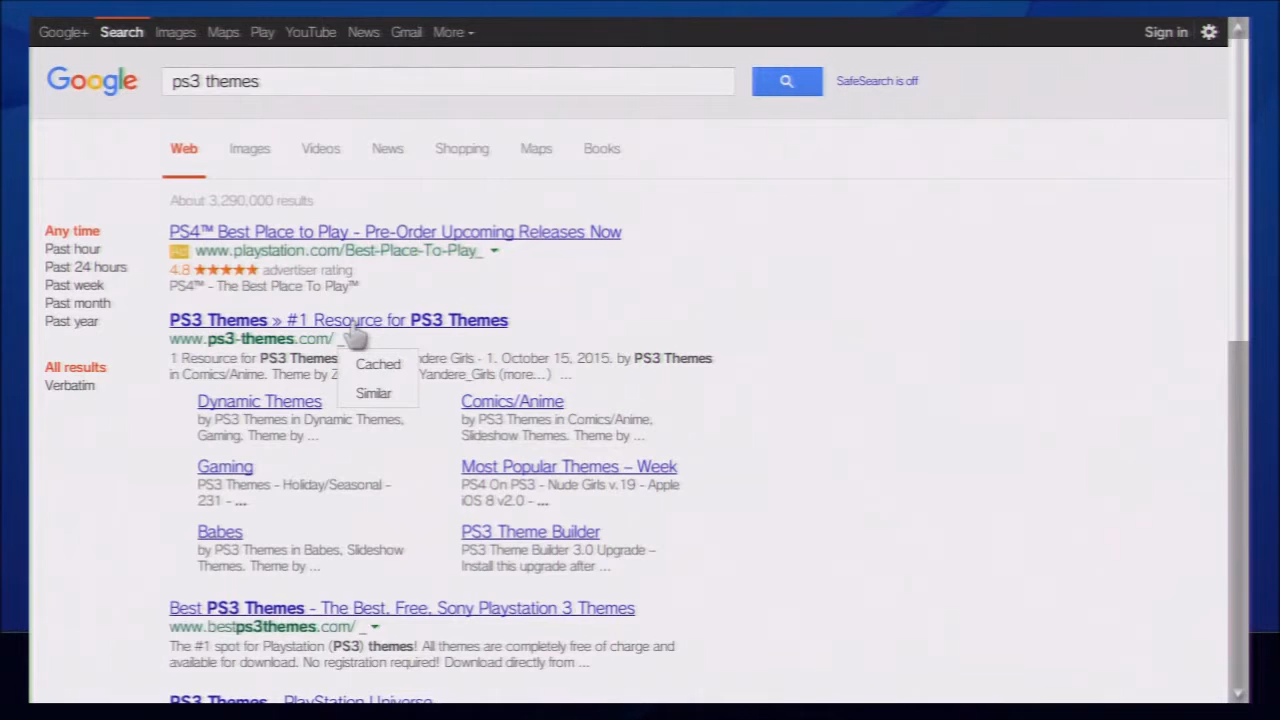 Google+ Search Images Maps Play YouTube News Gmail More Sign in
Google ps3 themes SafeSearch is off
Web Images Videos News Shopping Maps Books
About 3,290,000 results
Any time
Past hour
Past 24 hours
Past week
Past month
Past year
All results
Verbatim
PS4™ Best Place to Play - Pre-Order Upcoming Releases Now
www.playstation.com/Best-Place-To-Play_
4.8 ★★★★★ advertiser rating
PS4™ - The Best Place To Play™
PS3 Themes » #1 Resource for PS3 Themes
www.ps3-themes.com/ _
1 Resource for PS3 Themes ndere Girls - 1. October 15, 2015. by PS3 Themes
in Comics/Anime. Theme by Z Yandere_Girls (more...) ...
Cached
Similar
Dynamic Themes
by PS3 Themes in Dynamic Themes,
Gaming. Theme by ...
Comics/Anime
by PS3 Themes in Comics/Anime,
Slideshow Themes. Theme by ...
Gaming
PS3 Themes - Holiday/Seasonal -
231 - ...
Most Popular Themes – Week
PS4 On PS3 - Nude Girls v.19 - Apple
iOS 8 v2.0 - ...
Babes
by PS3 Themes in Babes, Slideshow
Themes. Theme by ...
PS3 Theme Builder
PS3 Theme Builder 3.0 Upgrade –
Install this upgrade after ...
Best PS3 Themes - The Best, Free, Sony Playstation 3 Themes
www.bestps3themes.com/ _
The #1 spot for Playstation (PS3) themes! All themes are completely free of charge and
available for download. No registration required! Download directly from ...
PS3 Themes - PlayStation Universe